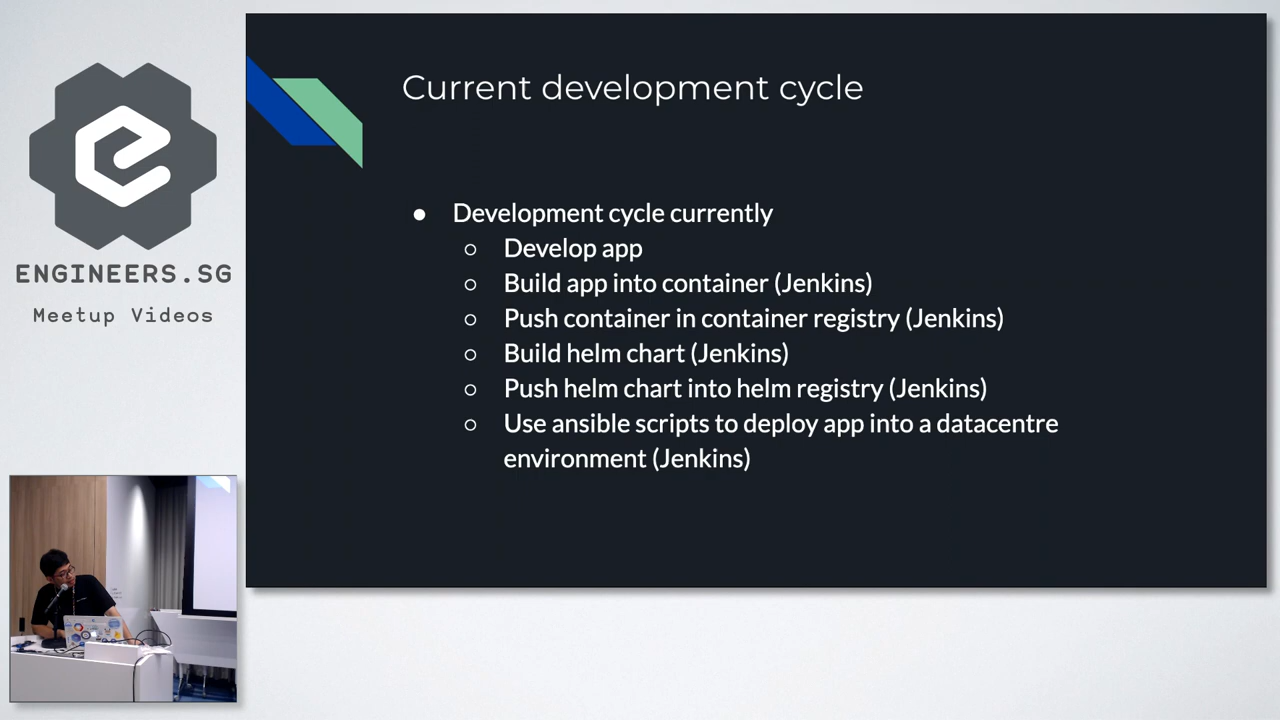 ENGINEERS.SG
Meetup Videos
Current development cycle
● Development cycle currently
○ Develop app
○ Build app into container (Jenkins)
○ Push container in container registry (Jenkins)
○ Build helm chart (Jenkins)
○ Push helm chart into helm registry (Jenkins)
○ Use ansible scripts to deploy app into a datacentre
environment (Jenkins)